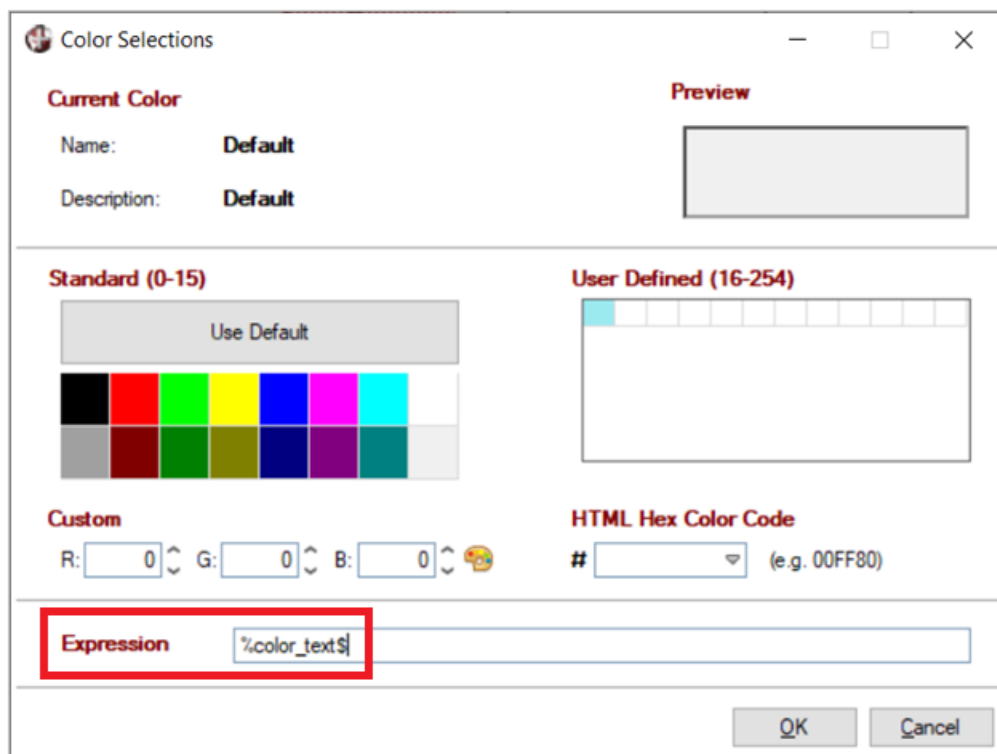 Color Selections
Current Color
Preview
Name: Default
Description: Default
Standard (0-15)
User Defined (16-254)
Use Default
Custom
HTML Hex Color Code
R: 0 G: 0 B: 0
# (e.g. 00FF80)
Expression %color_text$
OK Cancel